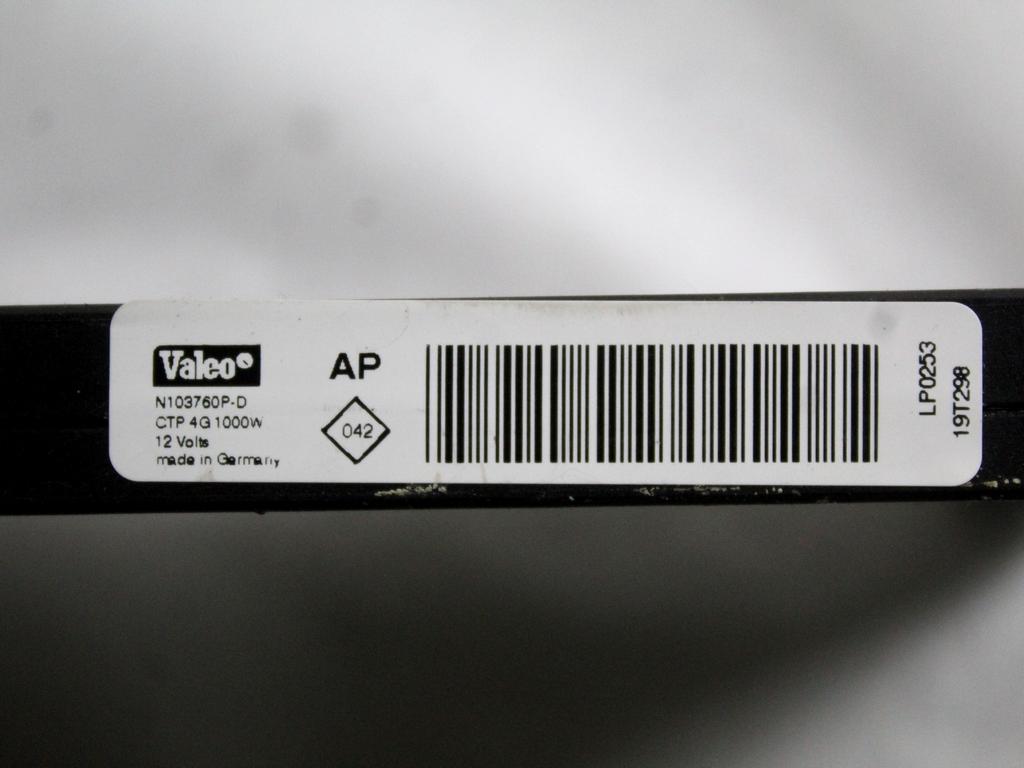 Valeo
N103760P-D
CTP 4G 1000W
12 Volts
made in Germany
AP
042
LP0253
19T298